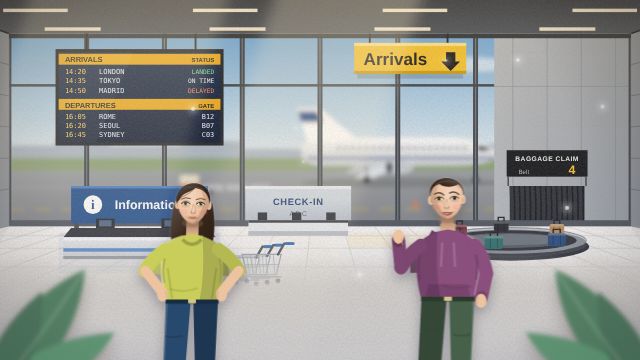 ARRIVALS STATUS
14:20 LONDON LANDED
14:35 TOKYO ON TIME
14:50 MADRID DELAYED
DEPARTURES GATE
16:05 ROME B12
16:20 SEOUL B07
16:45 SYDNEY C03
Arrivals
BAGGAGE CLAIM
Belt 4
i Informatio
CHECK-IN